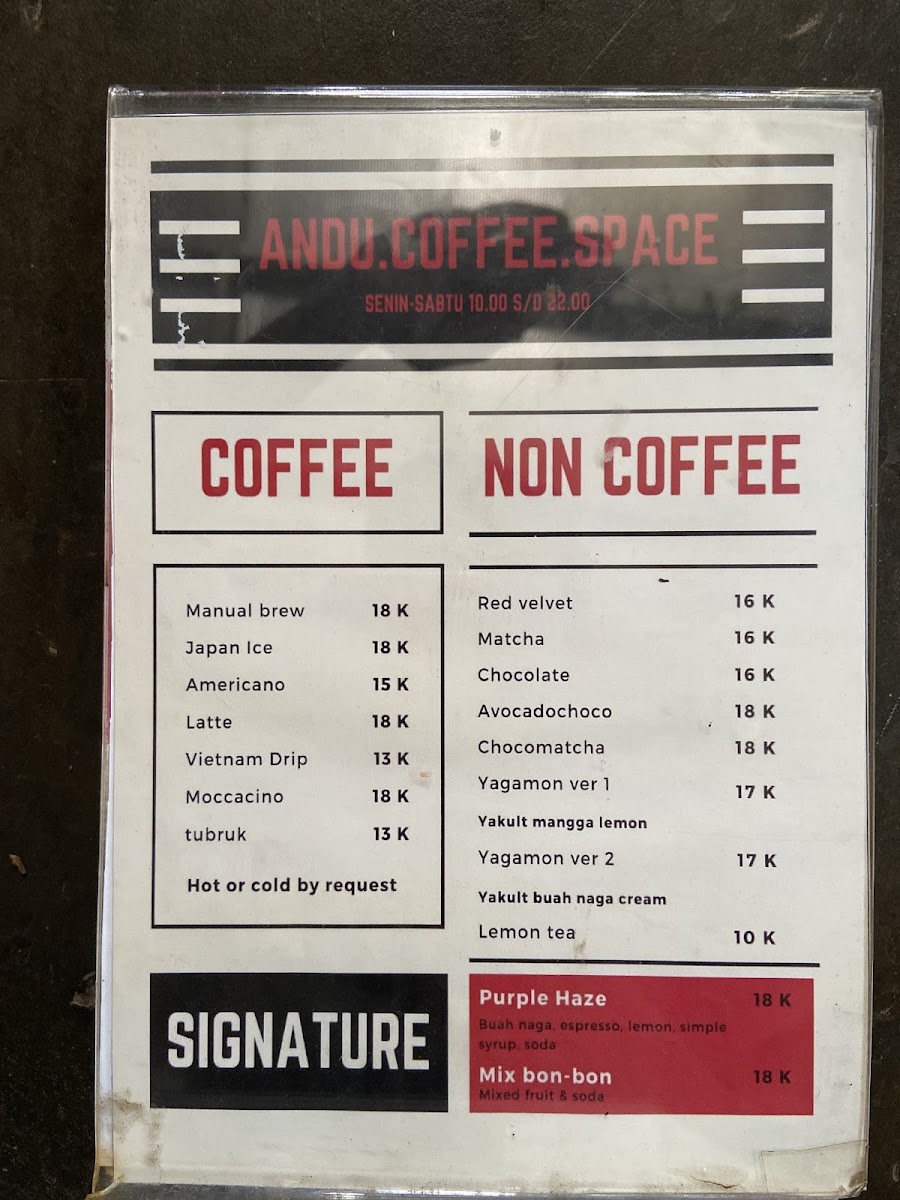 ANDU.COFFEE.SPACE
SENIN-SABTU 10.00 S/D 22.00
COFFEE
Manual brew 18 K
Japan Ice 18 K
Americano 15 K
Latte 18 K
Vietnam Drip 13 K
Moccacino 18 K
tubruk 13 K
Hot or cold by request
NON COFFEE
Red velvet 16 K
Matcha 16 K
Chocolate 16 K
Avocadochoco 18 K
Chocomatcha 18 K
Yagamon ver 1 17 K
Yakult mangga lemon
Yagamon ver 2 17 K
Yakult buah naga cream
Lemon tea 10 K
SIGNATURE
Purple Haze 18 K
Buah naga, espresso, lemon, simple
syrup, soda
Mix bon-bon 18 K
Mixed fruit & soda